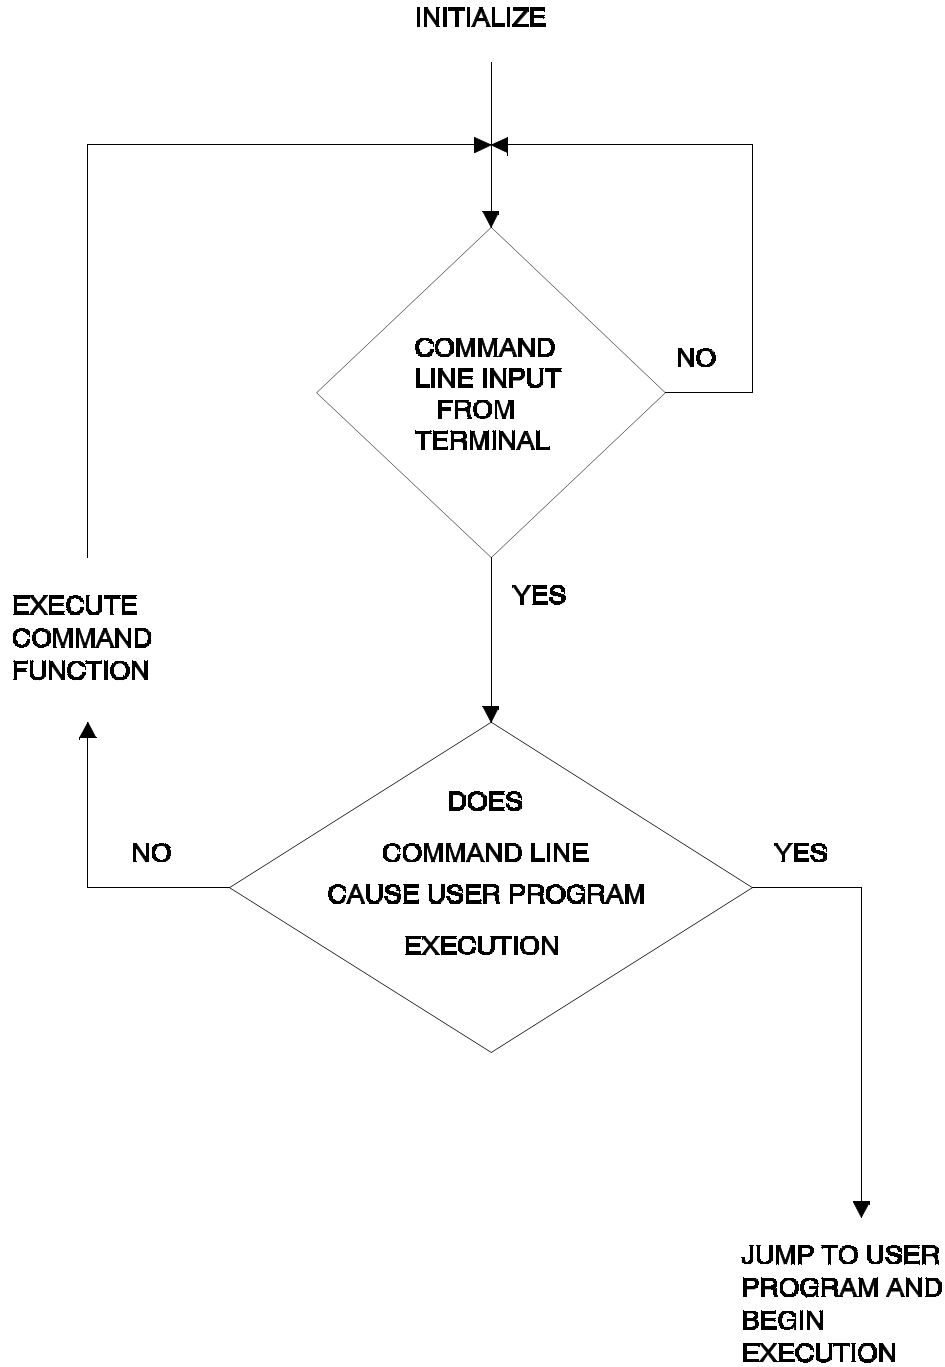 INITIALIZE
COMMAND
LINE INPUT
FROM
TERMINAL
NO
YES
EXECUTE
COMMAND
FUNCTION
DOES
COMMAND LINE
CAUSE USER PROGRAM
EXECUTION
NO
YES
JUMP TO USER
PROGRAM AND
BEGIN
EXECUTION